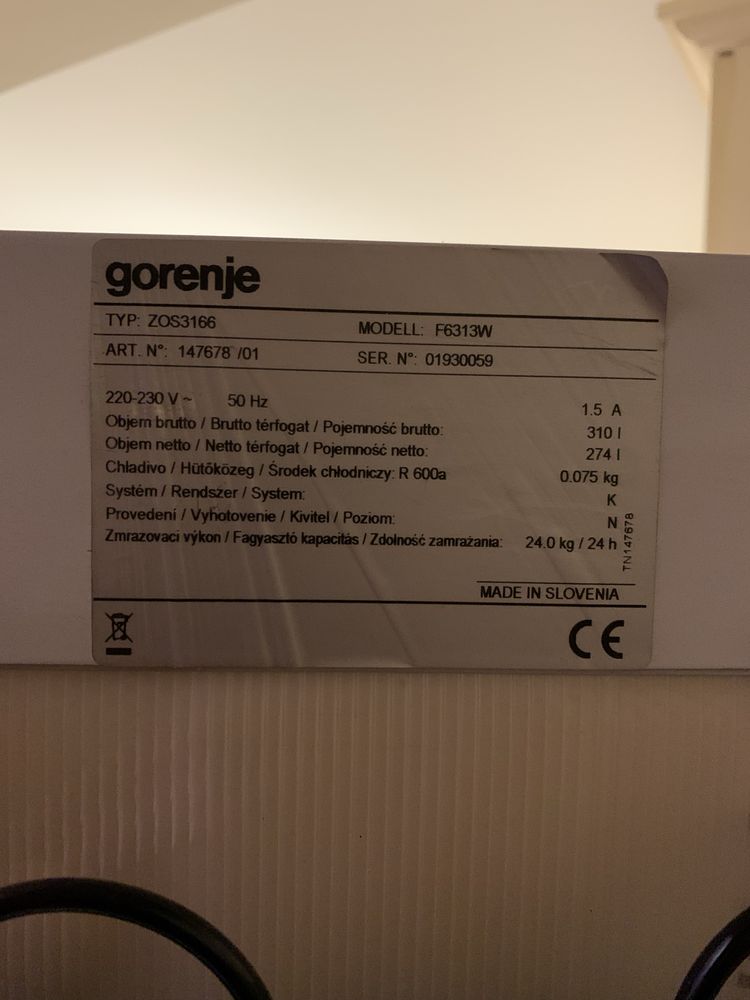 gorenje
TYP: ZOS3166 MODELL: F6313W
ART. N°: 147678 /01 SER. N°: 01930059
220-230 V ~ 50 Hz 1.5 A
Objem brutto / Brutto térfogat / Pojemność brutto: 310 l
Objem netto / Netto térfogat / Pojemność netto: 274 l
Chladivo / Hűtőközeg / Środek chłodniczy: R 600a 0.075 kg
Systém / Rendszer / System: K
Provedení / Vyhotovenie / Kivitel / Poziom: N
Zmrazovací výkon / Fagyasztó kapacitás / Zdolność zamrażania: 24.0 kg / 24 h
TN147678
MADE IN SLOVENIA
CE